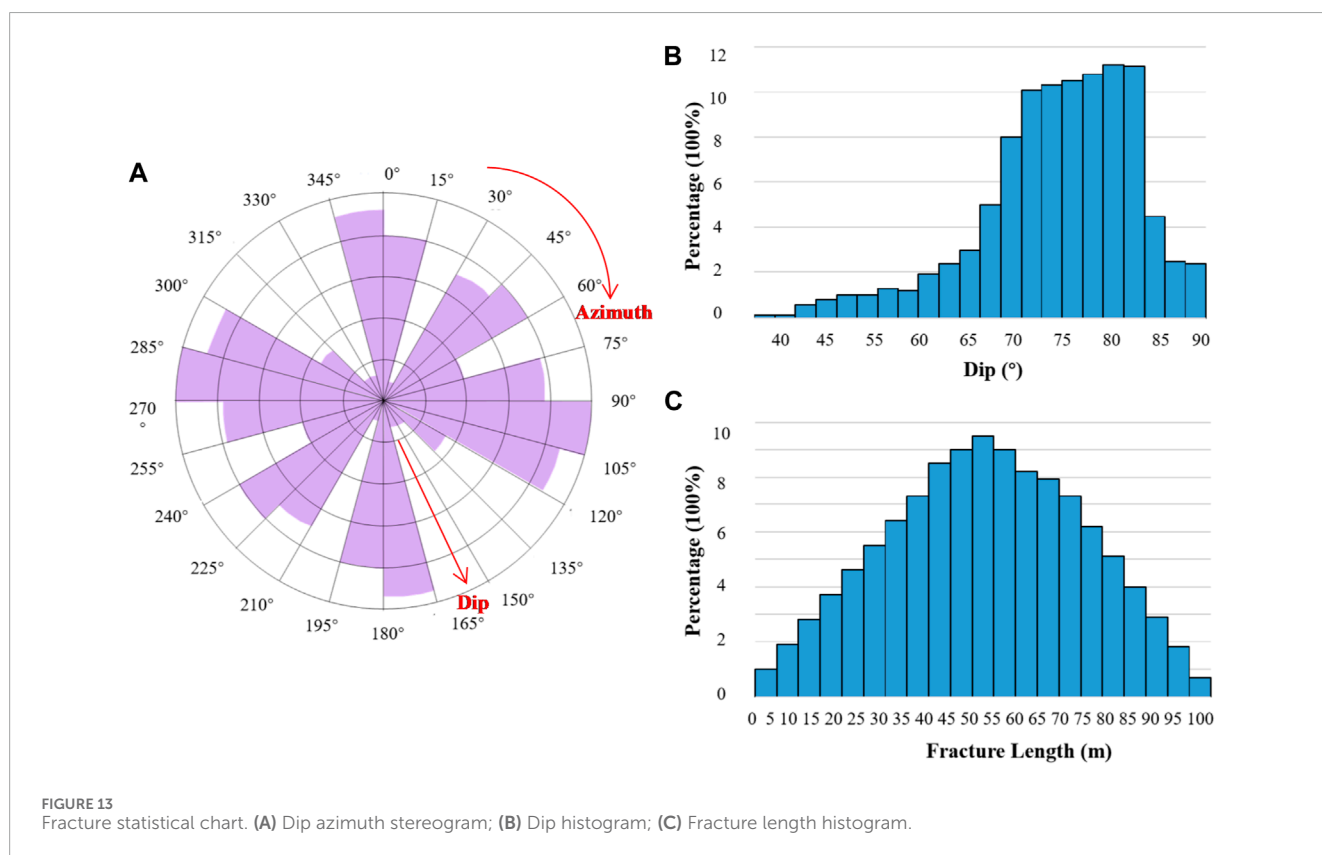 A
0°
15°
30°
45°
60°
75°
90°
105°
120°
135°
150°
165°
180°
195°
210°
225°
240°
255°
270
°
285°
300°
315°
330°
345°
Azimuth
Dip
B
Percentage (100%)
12
10
8
6
4
2
0
40 45 55 60 65 70 75 80 85 90
Dip (°)
C
Percentage (100%)
10
8
6
4
2
0
0 5 10 15 20 25 30 35 40 45 50 55 60 65 70 75 80 85 90 95 100
Fracture Length (m)
FIGURE 13
Fracture statistical chart. (A) Dip azimuth stereogram; (B) Dip histogram; (C) Fracture length histogram.